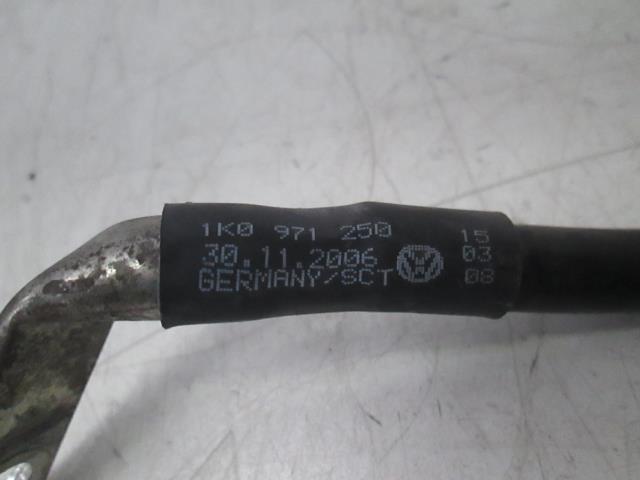 1K0 971 250
30.11.2006
GERMANY/SCT
15
03
08